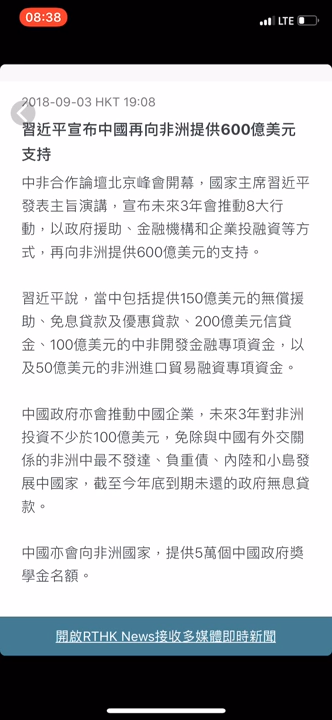 08:38
LTE
2018-09-03 HKT 19:08
習近平宣布中國再向非洲提供600億美元
支持
中非合作論壇北京峰會開幕，國家主席習近平
發表主旨演講，宣布未來3年會推動8大行
動，以政府援助、金融機構和企業投融資等方
式，再向非洲提供600億美元的支持。
習近平說，當中包括提供150億美元的無償援
助、免息貸款及優惠貸款、200億美元信貸
金、100億美元的中非開發金融專項資金，以
及50億美元的非洲進口貿易融資專項資金。
中國政府亦會推動中國企業，未來3年對非洲
投資不少於100億美元，免除與中國有外交關
係的非洲中最不發達、負重債、內陸和小島發
展中國家，截至今年底到期未還的政府無息貸
款。
中國亦會向非洲國家，提供5萬個中國政府獎
學金名額。
開啟RTHK News接收多媒體即時新聞